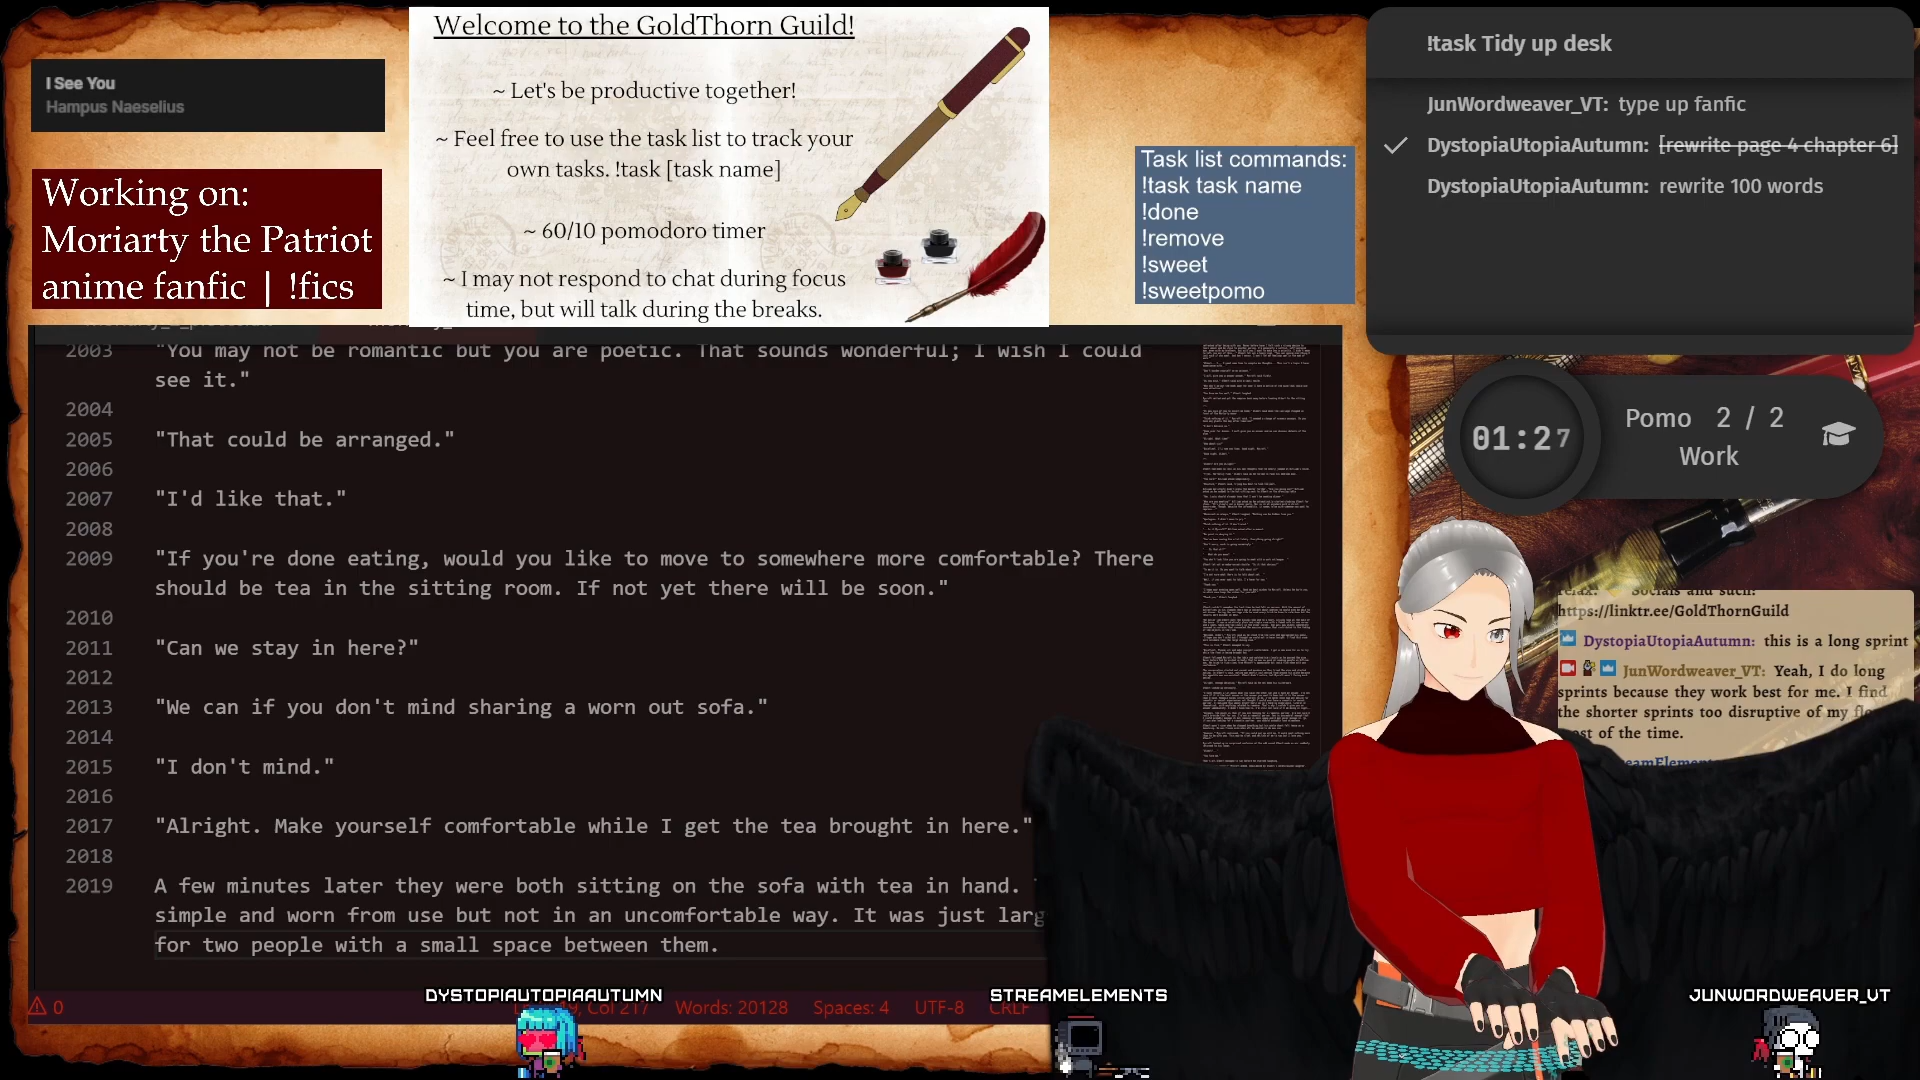 I See You
Hampus Naeselius
Working on:
Moriarty the Patriot
anime fanfic | !fics
Welcome to the GoldThorn Guild!
~ Let's be productive together!
~ Feel free to use the task list to track your
own tasks. !task [task name]
~ 60/10 pomodoro timer
~ I may not respond to chat during focus
time, but will talk during the breaks.
Task list commands:
!task task name
!done
!remove
!sweet
!sweetpomo
!task Tidy up desk
JunWordweaver_VT: type up fanfic
DystopiaUtopiaAutumn: [rewrite page 4 chapter 6]
DystopiaUtopiaAutumn: rewrite 100 words
01:27
Pomo 2 / 2
Work
2003 "You may not be romantic but you are poetic. That sounds wonderful; I wish I could
see it."
2004
2005 "That could be arranged."
2006
2007 "I'd like that."
2008
2009 "If you're done eating, would you like to move to somewhere more comfortable? There
should be tea in the sitting room. If not yet there will be soon."
2010
2011 "Can we stay in here?"
2012
2013 "We can if you don't mind sharing a worn out sofa."
2014
2015 "I don't mind."
2016
2017 "Alright. Make yourself comfortable while I get the tea brought in here."
2018
2019 A few minutes later they were both sitting on the sofa with tea in hand.
simple and worn from use but not in an uncomfortable way. It was just larg
for two people with a small space between them.
relax. Socials and such:
https://linktr.ee/GoldThornGuild
DystopiaUtopiaAutumn: this is a long sprint
JunWordweaver_VT: Yeah, I do long
sprints because they work best for me. I find
the shorter sprints too disruptive of my
of the time.
0
Col 217 Words: 20128 Spaces: 4 UTF-8 CRLF
DYSTOPIAUTOPIAAUTUMN
STREAMELEMENTS
JUNWORDWEAVER_VT